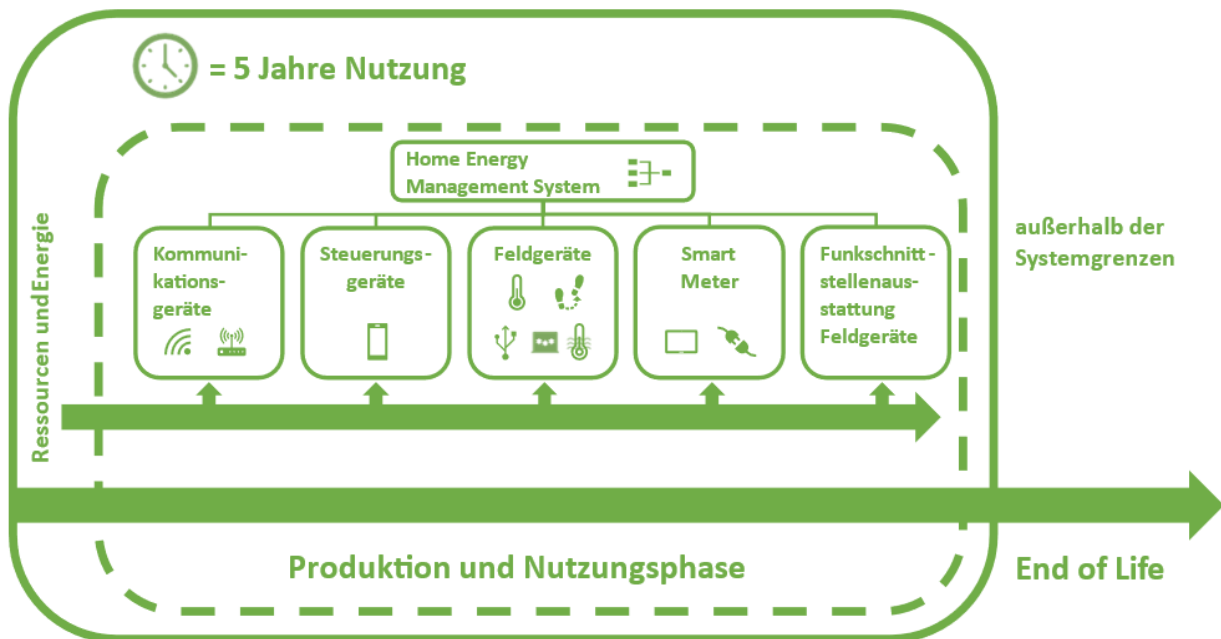 = 5 Jahre Nutzung
Home Energy
Management System
Ressourcen und Energie
Kommuni-
kations-
geräte
Steuerungs-
geräte
Feldgeräte
Smart
Meter
Funkschnitt-
stellenaus-
stattung
Feldgeräte
außerhalb der
Systemgrenzen
Produktion und Nutzungsphase
End of Life